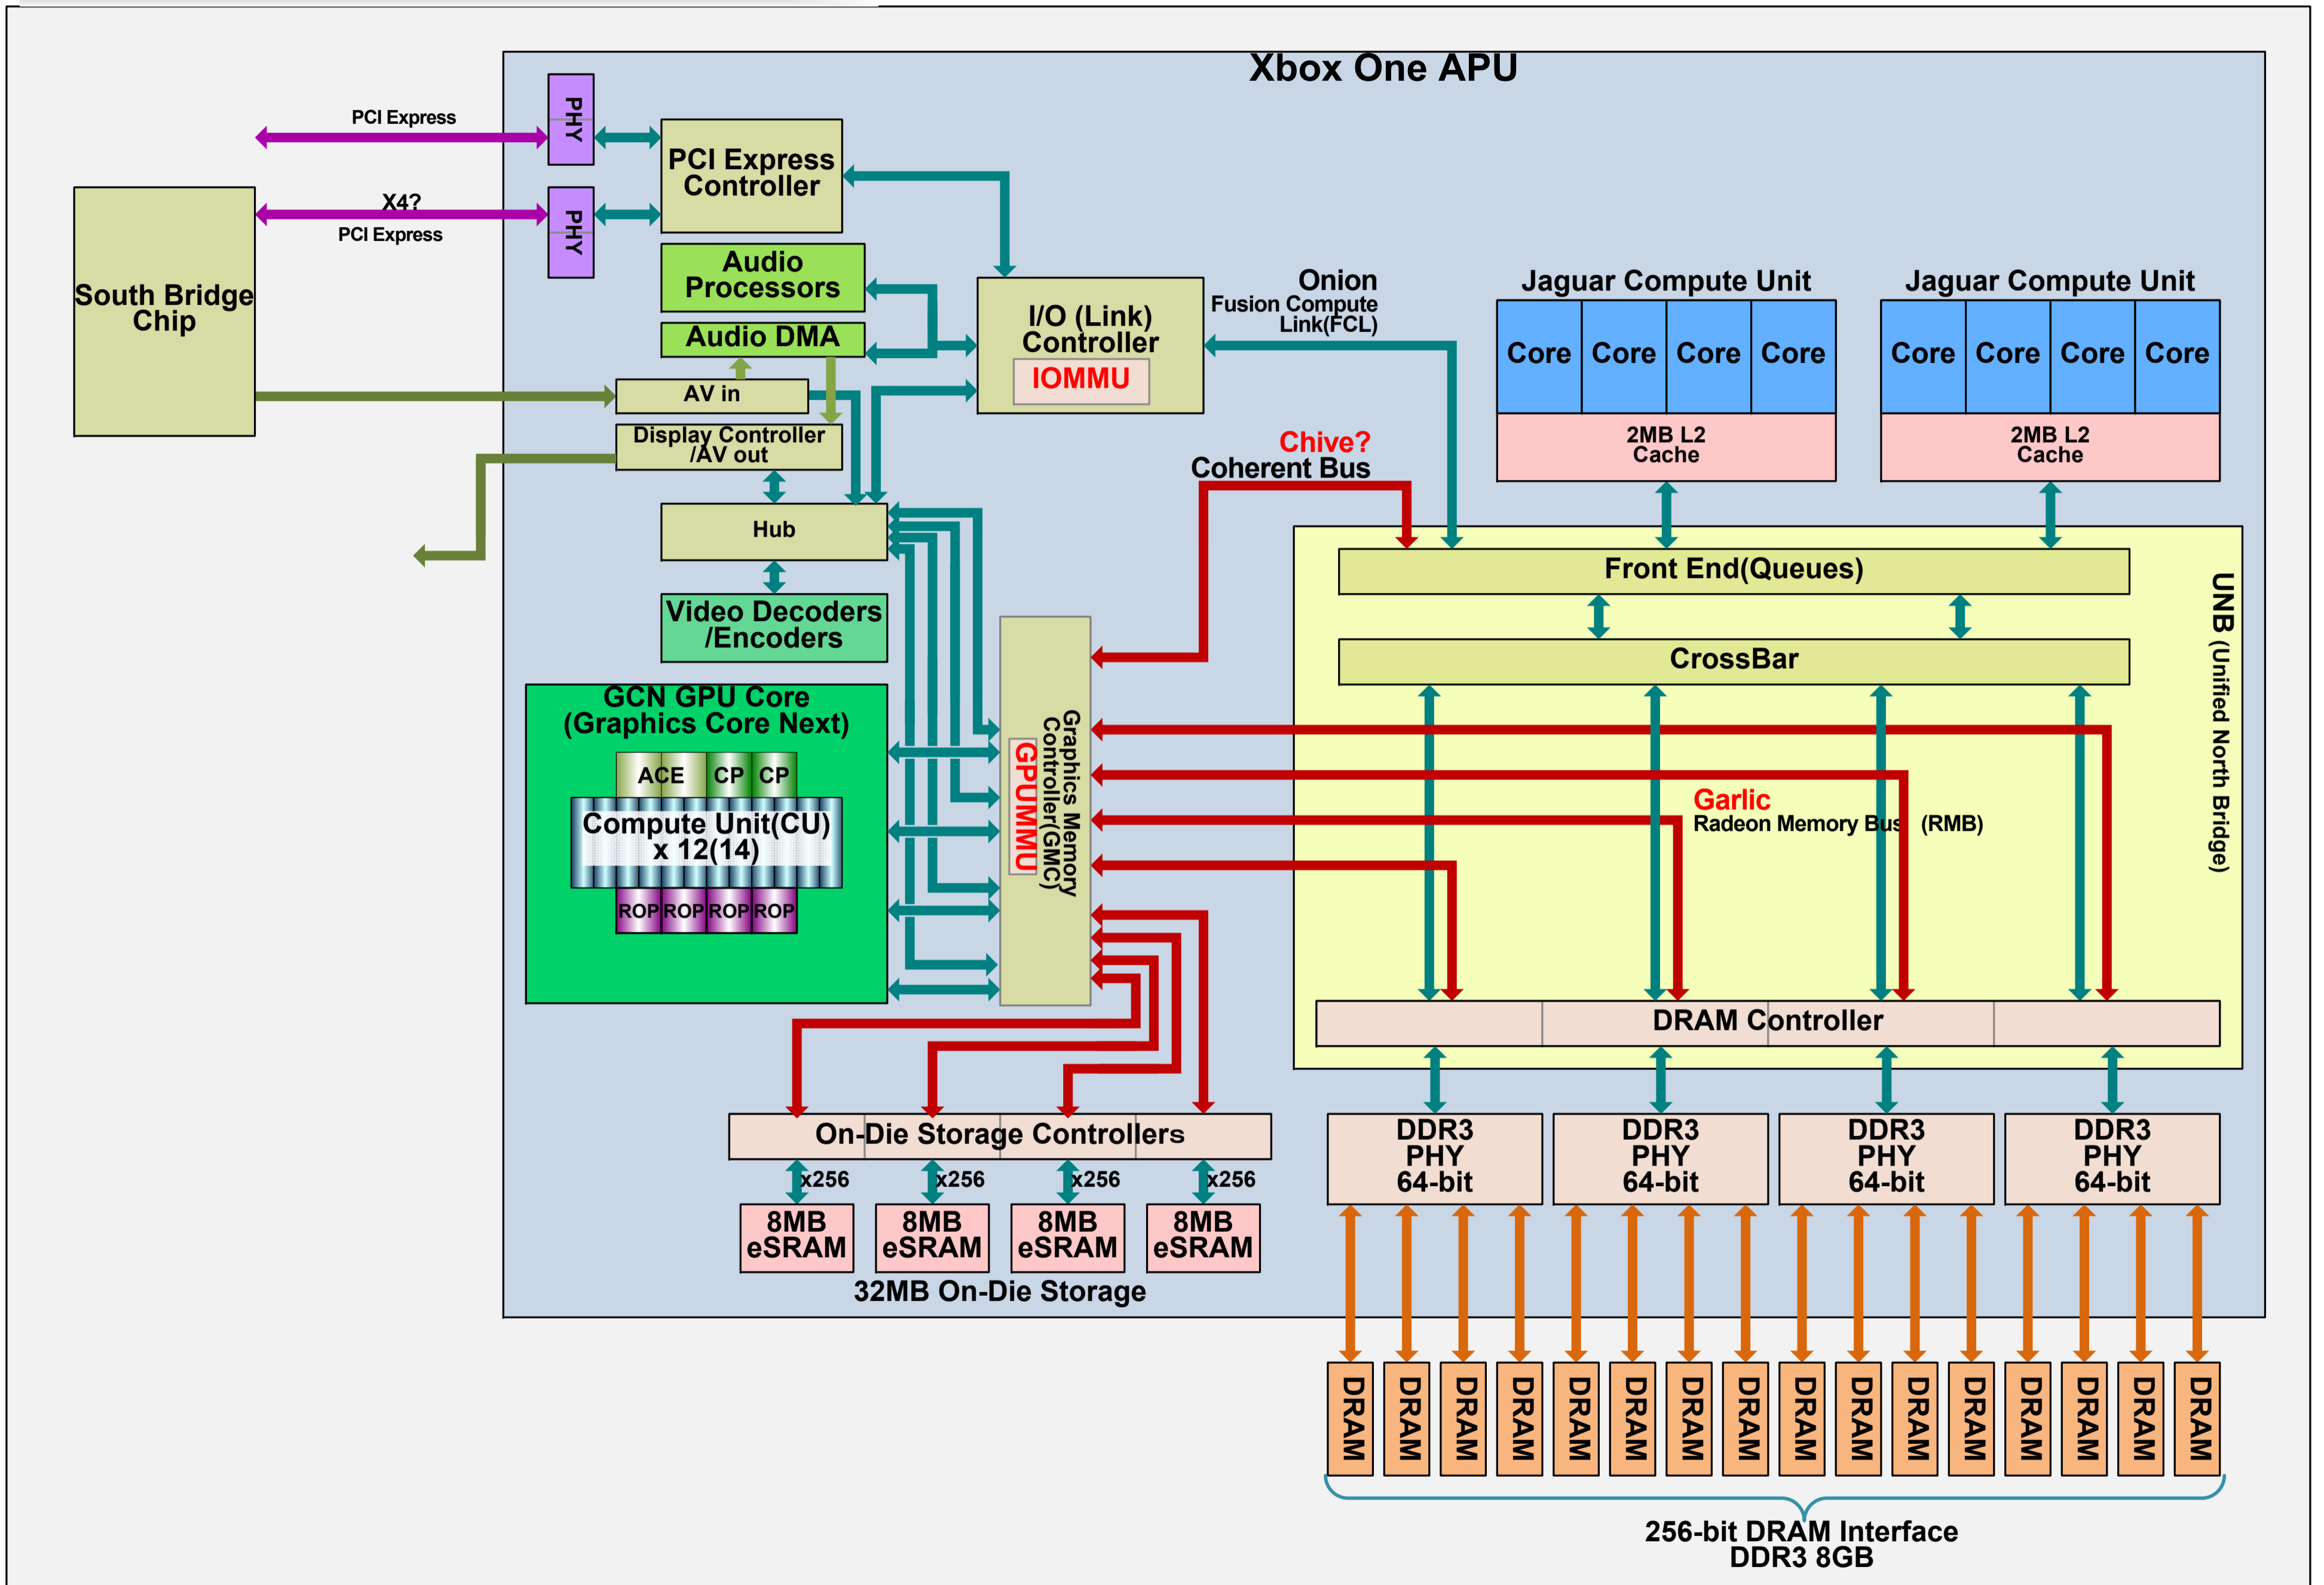 Xbox One APU
PCI Express
X4?
PCI Express
PHY
PHY
PCI Express
Controller
South Bridge
Chip
Audio
Processors
Audio DMA
AV in
Display Controller
/AV out
Hub
Video Decoders
/Encoders
I/O (Link)
Controller
IOMMU
Onion
Fusion Compute
Link(FCL)
Chive?
Coherent Bus
Jaguar Compute Unit
Core Core Core Core
2MB L2
Cache
Jaguar Compute Unit
Core Core Core Core
2MB L2
Cache
Front End(Queues)
CrossBar
UNB (Unified North Bridge)
Garlic
Radeon Memory Bus (RMB)
DRAM Controller
GCN GPU Core
(Graphics Core Next)
ACE CP CP
Compute Unit(CU)
x 12(14)
ROP ROP ROP ROP
Graphics Memory
Controller(GMC)
GPUMMU
On-Die Storage Controllers
x256 x256 x256 x256
8MB
eSRAM
8MB
eSRAM
8MB
eSRAM
8MB
eSRAM
32MB On-Die Storage
DDR3
PHY
64-bit
DDR3
PHY
64-bit
DDR3
PHY
64-bit
DDR3
PHY
64-bit
DRAM DRAM DRAM DRAM DRAM DRAM DRAM DRAM DRAM DRAM DRAM DRAM DRAM DRAM DRAM DRAM
256-bit DRAM Interface
DDR3 8GB